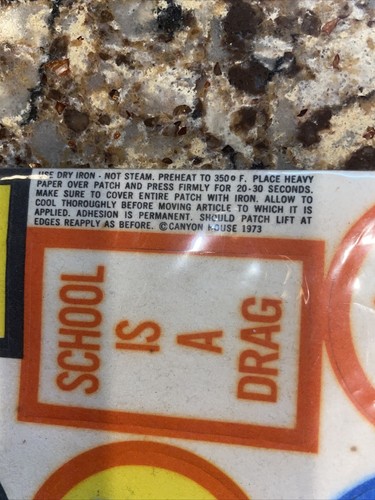 USE DRY IRON - NOT STEAM. PREHEAT TO 350º F. PLACE HEAVY
PAPER OVER PATCH AND PRESS FIRMLY FOR 20-30 SECONDS.
MAKE SURE TO COVER ENTIRE PATCH WITH IRON. ALLOW TO
COOL THOROUGHLY BEFORE MOVING ARTICLE TO WHICH IT IS
APPLIED. ADHESION IS PERMANENT. SHOULD PATCH LIFT AT
EDGES REAPPLY AS BEFORE. ©CANYON HOUSE 1973
SCHOOL
IS
A
DRAG